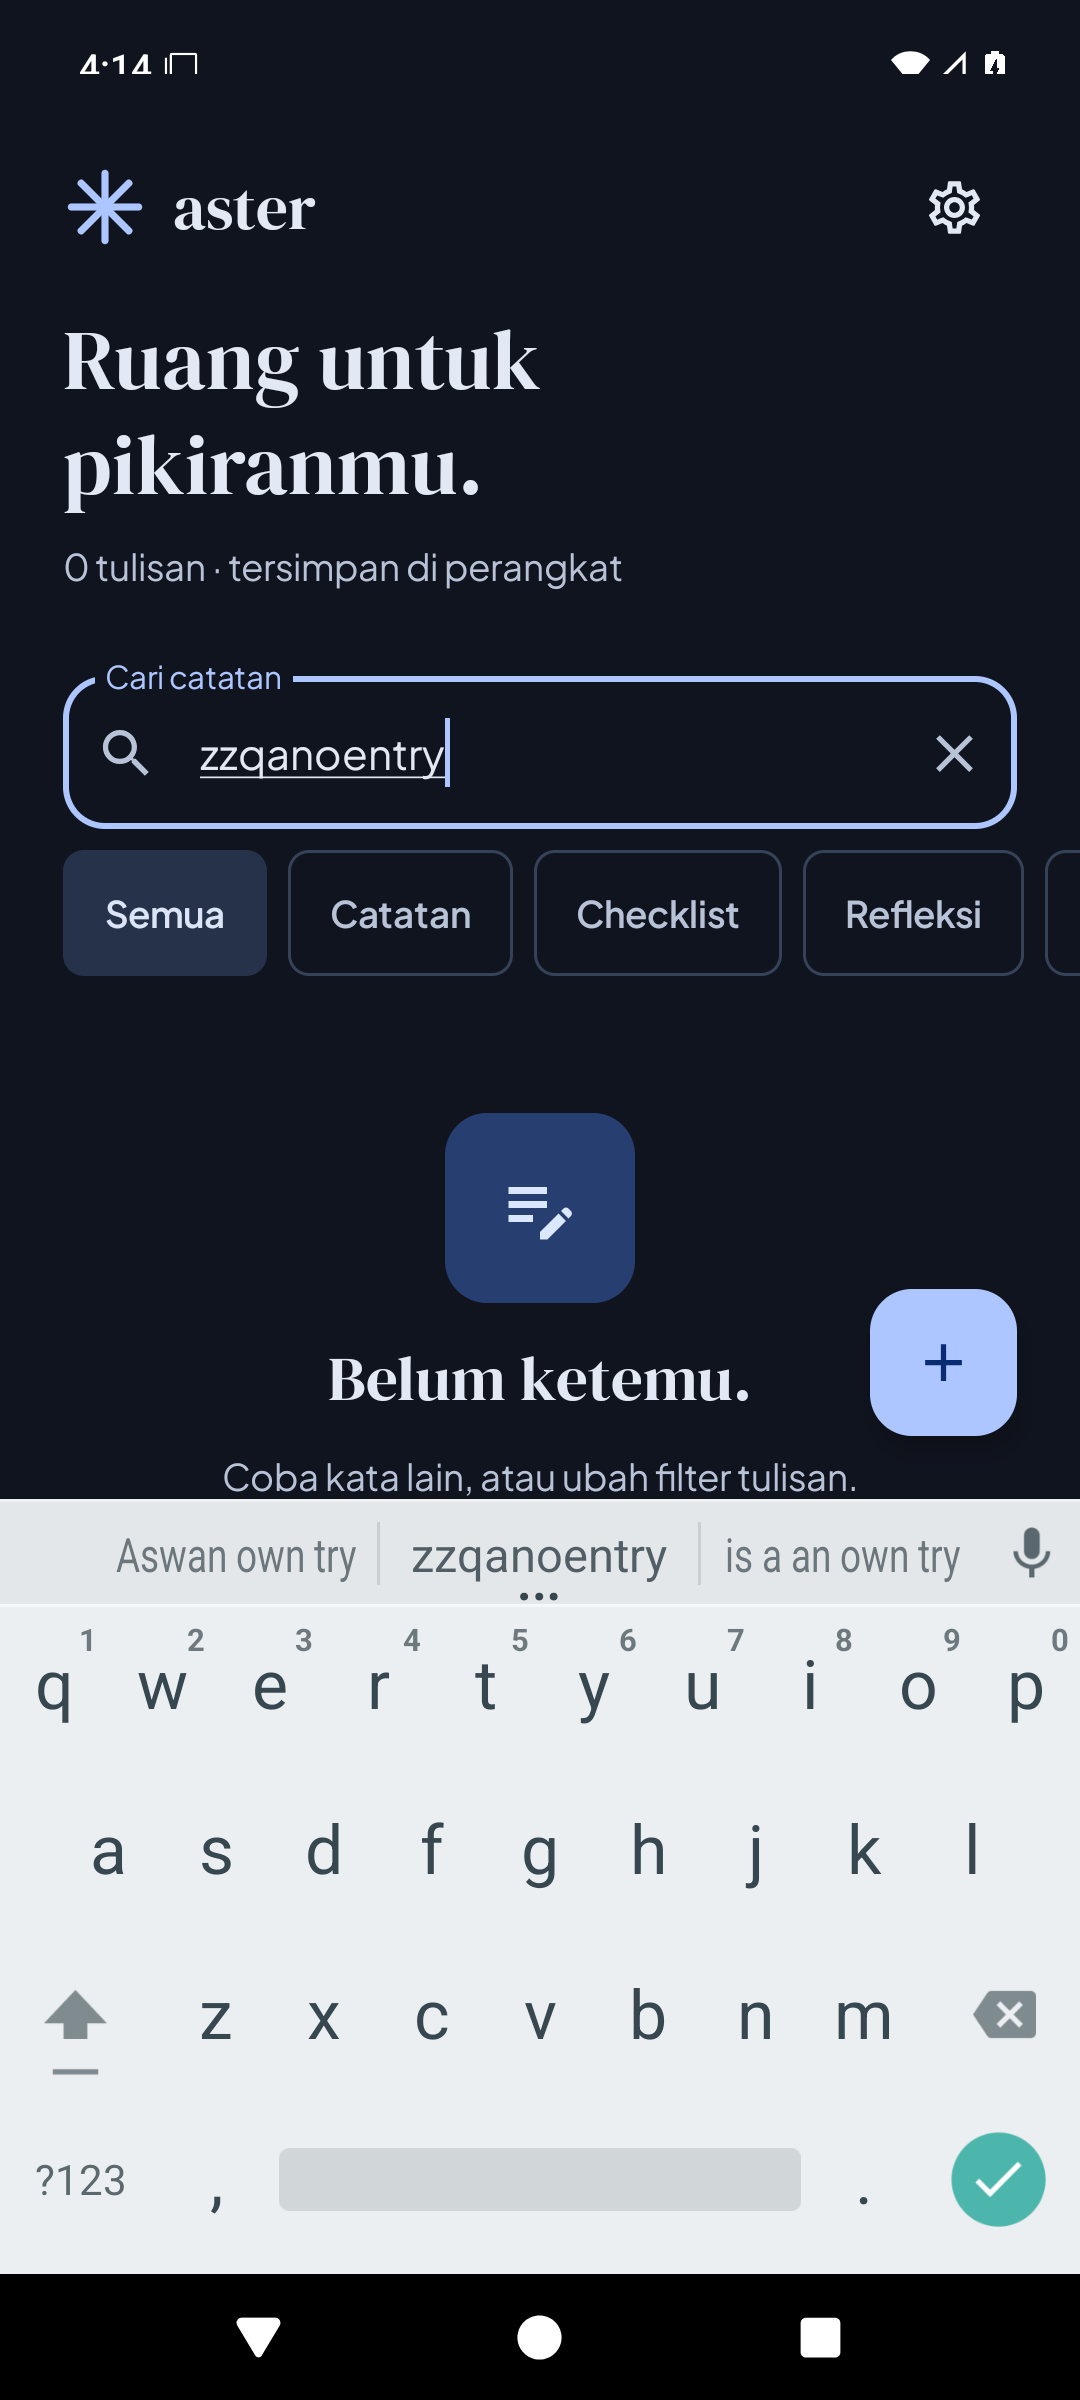 4:14
aster
Ruang untuk
pikiranmu.
0 tulisan · tersimpan di perangkat
Cari catatan
zzqanoentry
Semua Catatan Checklist Refleksi
Belum ketemu.
Coba kata lain, atau ubah filter tulisan.
Aswan own try zzqanoentry is a an own try
1 2 3 4 5 6 7 8 9 0
q w e r t y u i o p
a s d f g h j k l
z x c v b n m
?123 , .